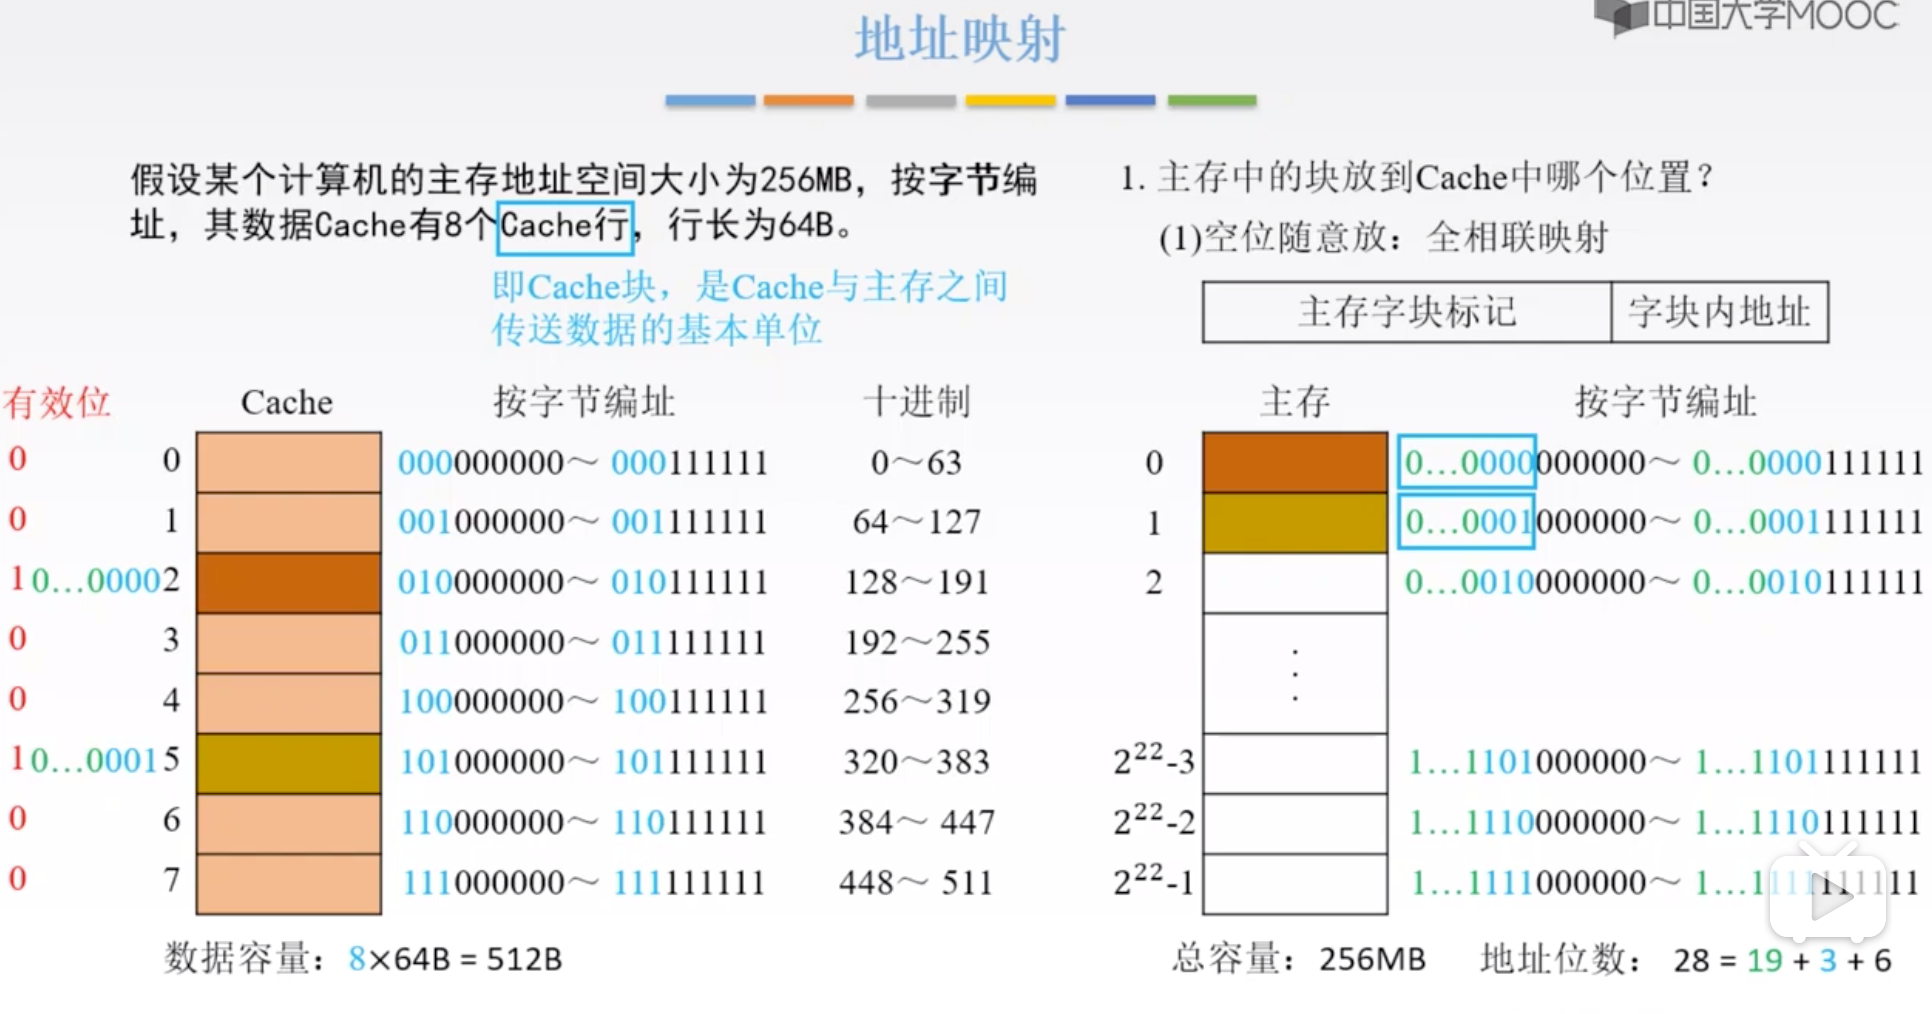 地址映射
中国大学MOOC
假设某个计算机的主存地址空间大小为256MB，按字节编
址，其数据Cache有8个Cache行，行长为64B。
即Cache块，是Cache与主存之间
传送数据的基本单位
1. 主存中的块放到Cache中哪个位置？
(1)空位随意放：全相联映射
主存字块标记 字块内地址
有效位 Cache 按字节编址 十进制
0 0 000000000～ 000111111 0～63
0 1 001000000～ 001111111 64～127
1 0…0000 2 010000000～ 010111111 128～191
0 3 011000000～ 011111111 192～255
0 4 100000000～ 100111111 256～319
1 0…0001 5 101000000～ 101111111 320～383
0 6 110000000～ 110111111 384～ 447
0 7 111000000～ 111111111 448～ 511
数据容量：8×64B = 512B
主存 按字节编址
0 0…0000000000～ 0…0000111111
1 0…0001000000～ 0…0001111111
2 0…0010000000～ 0…0010111111
⋮
2²²-3 1…1101000000～ 1…1101111111
2²²-2 1…1110000000～ 1…1110111111
2²²-1 1…1111000000～ 1…1111111111
总容量：256MB 地址位数： 28 = 19 + 3 + 6